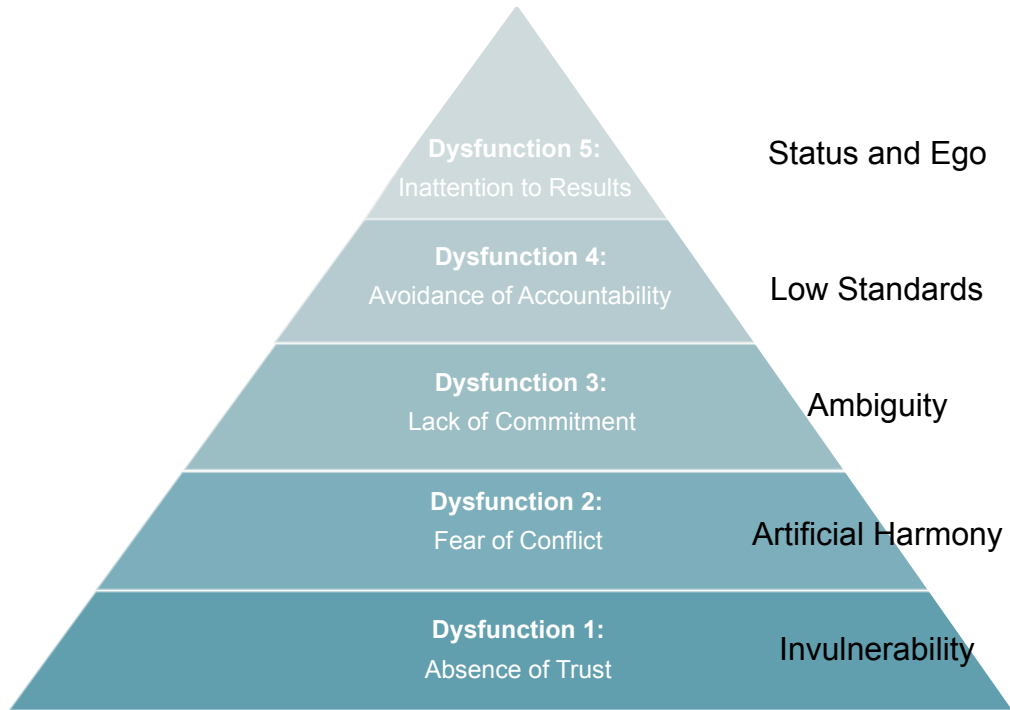 Dysfunction 5:
Inattention to Results
Status and Ego
Dysfunction 4:
Avoidance of Accountability
Low Standards
Dysfunction 3:
Lack of Commitment
Ambiguity
Dysfunction 2:
Fear of Conflict
Artificial Harmony
Dysfunction 1:
Absence of Trust
Invulnerability